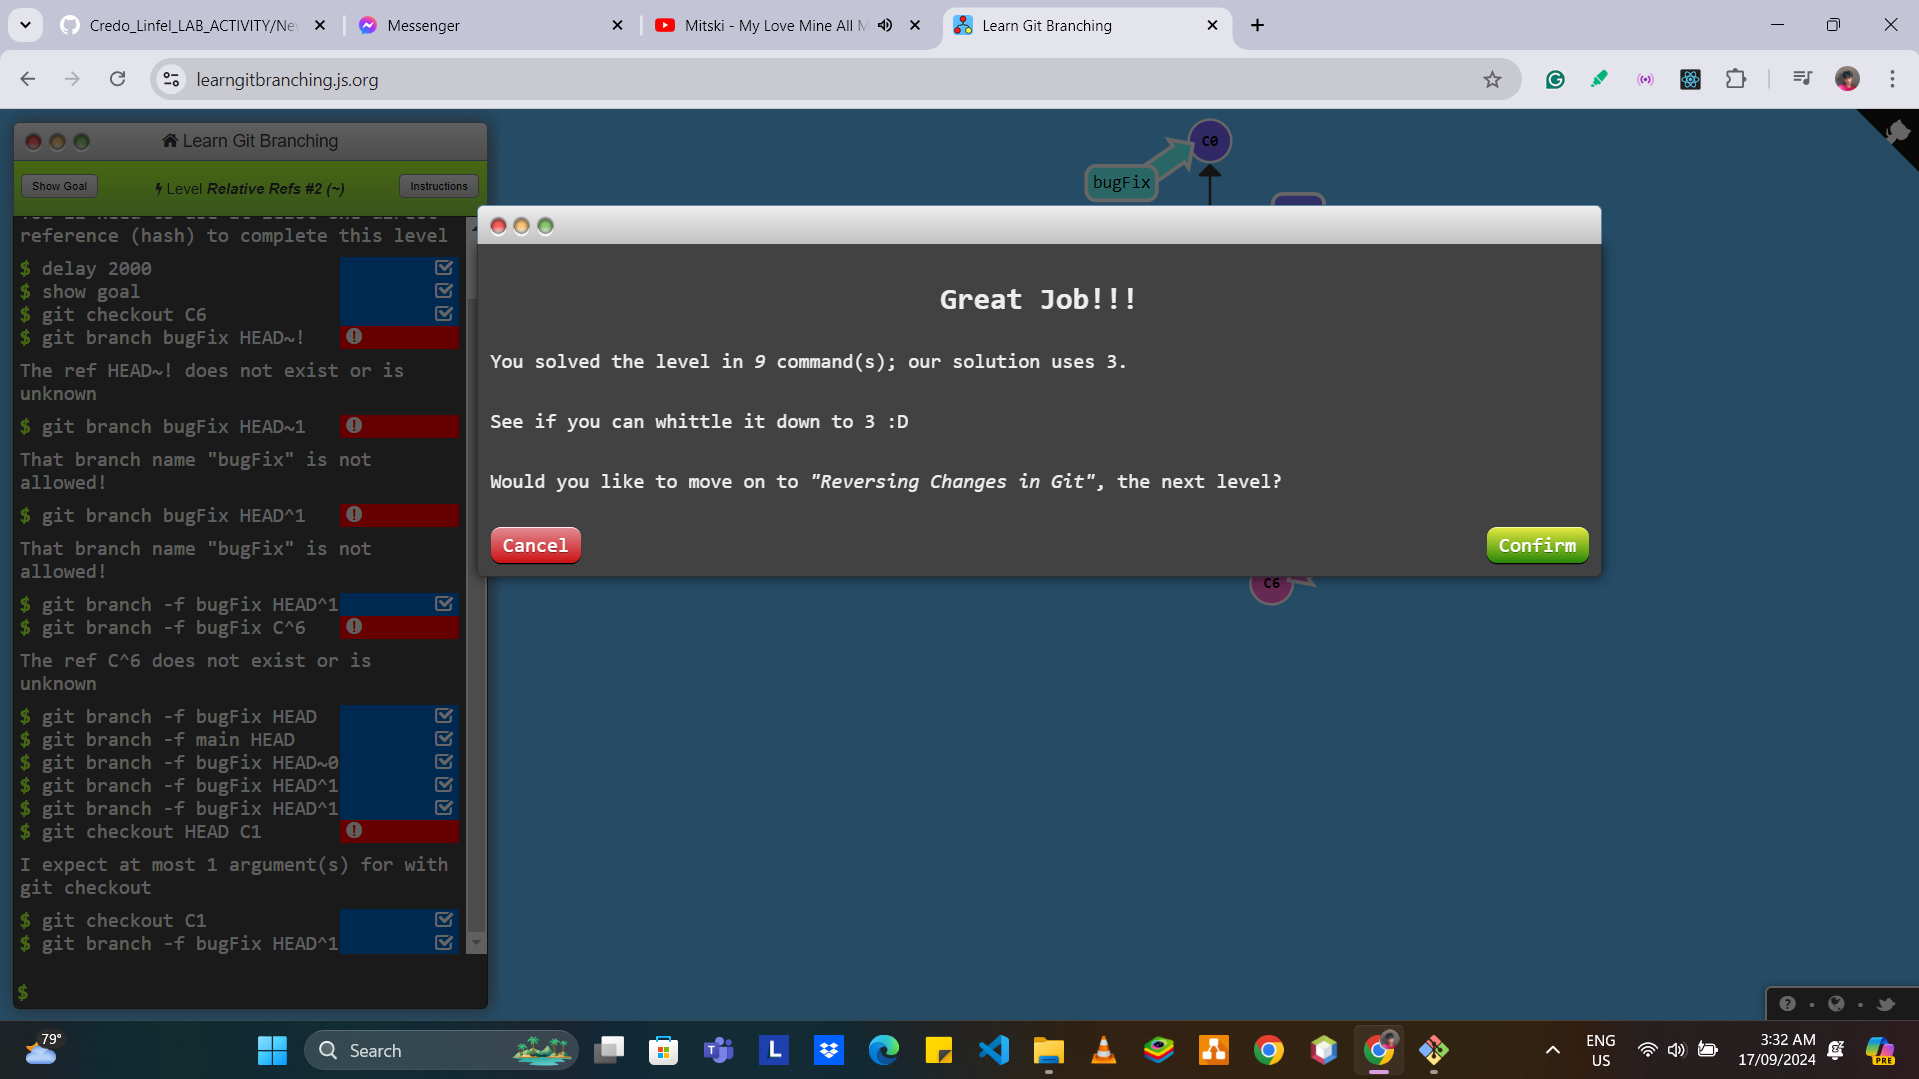 Credo_Linfel_LAB_ACTIVITY/Nev
Messenger
Mitski - My Love Mine All M
Learn Git Branching
learngitbranching.js.org
Learn Git Branching
Show Goal
Level Relative Refs #2 (~)
Instructions
reference (hash) to complete this level
$ delay 2000
$ show goal
$ git checkout C6
$ git branch bugFix HEAD~!
The ref HEAD~! does not exist or is
unknown
$ git branch bugFix HEAD~1
That branch name "bugFix" is not
allowed!
$ git branch bugFix HEAD^1
That branch name "bugFix" is not
allowed!
$ git branch -f bugFix HEAD^1
$ git branch -f bugFix C^6
The ref C^6 does not exist or is
unknown
$ git branch -f bugFix HEAD
$ git branch -f main HEAD
$ git branch -f bugFix HEAD~0
$ git branch -f bugFix HEAD^1
$ git branch -f bugFix HEAD^1
$ git checkout HEAD C1
I expect at most 1 argument(s) for with
git checkout
$ git checkout C1
$ git branch -f bugFix HEAD^1
$
C0
bugFix
Great Job!!!
You solved the level in 9 command(s); our solution uses 3.
See if you can whittle it down to 3 :D
Would you like to move on to "Reversing Changes in Git", the next level?
Cancel
Confirm
C6
79°
Search
L
ENG
US
3:32 AM
17/09/2024
PRE